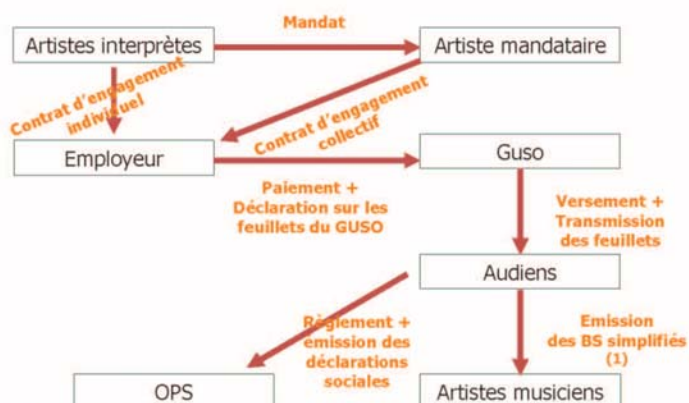 Mandat
Artistes interprètes
Artiste mandataire
Contrat d'engagement
individuel
Contrat d'engagement
collectif
Employeur
Guso
Paiement +
Déclaration sur les
feuillets du GUSO
Versement +
Transmission
des feuillets
Audiens
Règlement +
émission des
déclarations
sociales
Emission
des BS simplifiés
(1)
OPS
Artistes musiciens